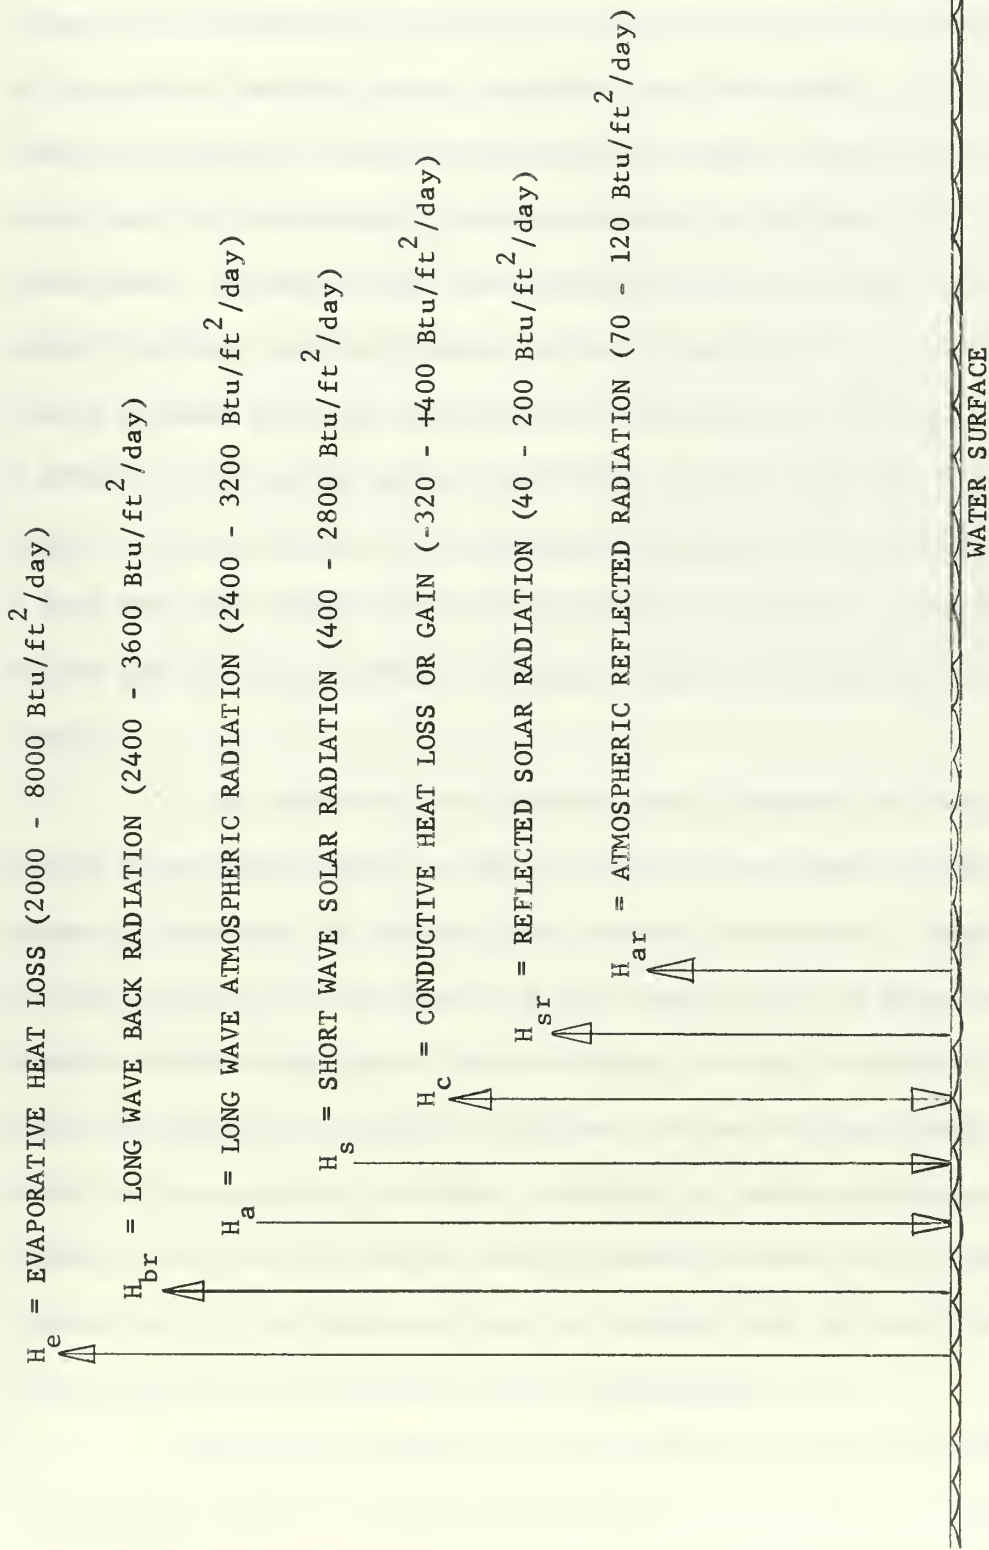 H_e = EVAPORATIVE HEAT LOSS (2000 - 8000 Btu/ft²/day)
H_br = LONG WAVE BACK RADIATION (2400 - 3600 Btu/ft²/day)
H_a = LONG WAVE ATMOSPHERIC RADIATION (2400 - 3200 Btu/ft²/day)
H_s = SHORT WAVE SOLAR RADIATION (400 - 2800 Btu/ft²/day)
H_c = CONDUCTIVE HEAT LOSS OR GAIN (-320 - +400 Btu/ft²/day)
H_sr = REFLECTED SOLAR RADIATION (40 - 200 Btu/ft²/day)
H_ar = ATMOSPHERIC REFLECTED RADIATION (70 - 120 Btu/ft²/day)
WATER SURFACE